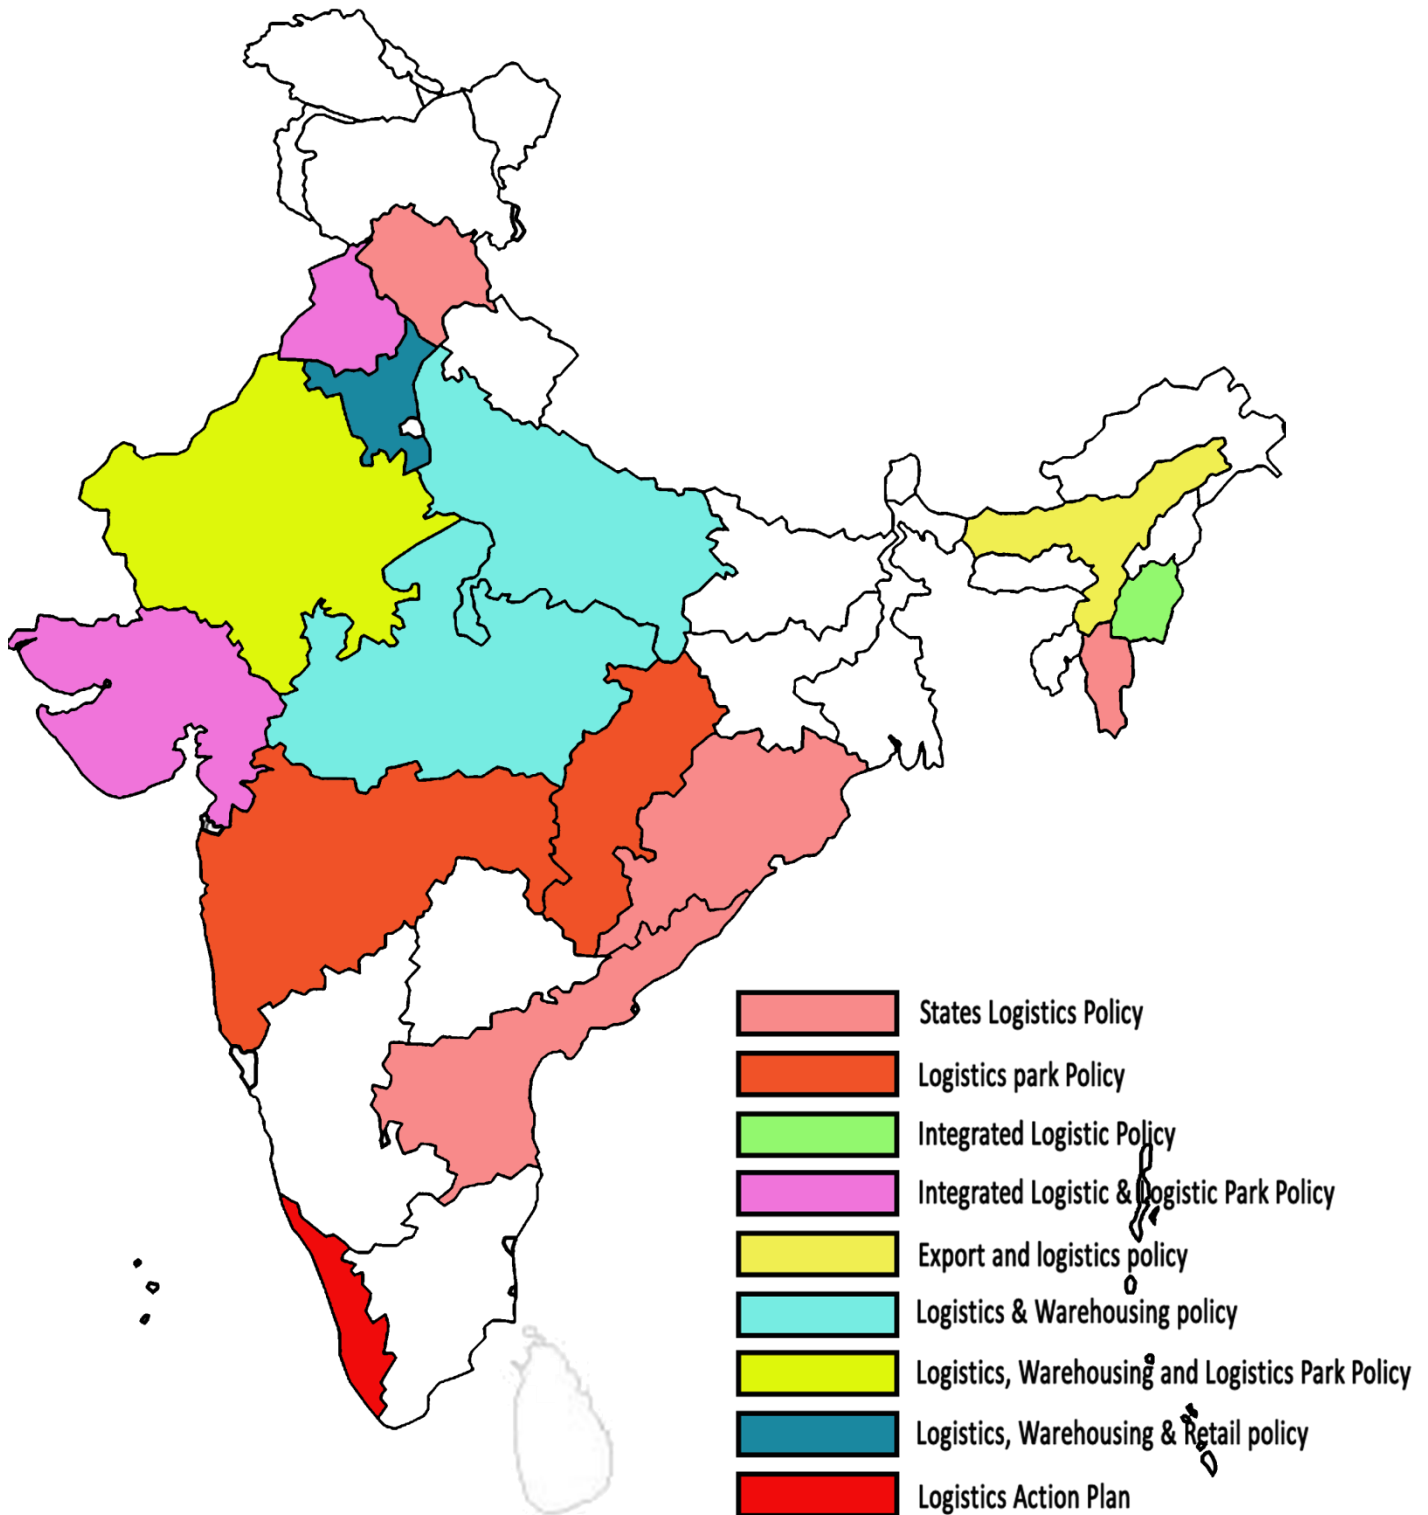 States Logistics Policy
Logistics park Policy
Integrated Logistic Policy
Integrated Logistic & Logistic Park Policy
Export and logistics policy
Logistics & Warehousing policy
Logistics, Warehousing and Logistics Park Policy
Logistics, Warehousing & Retail policy
Logistics Action Plan